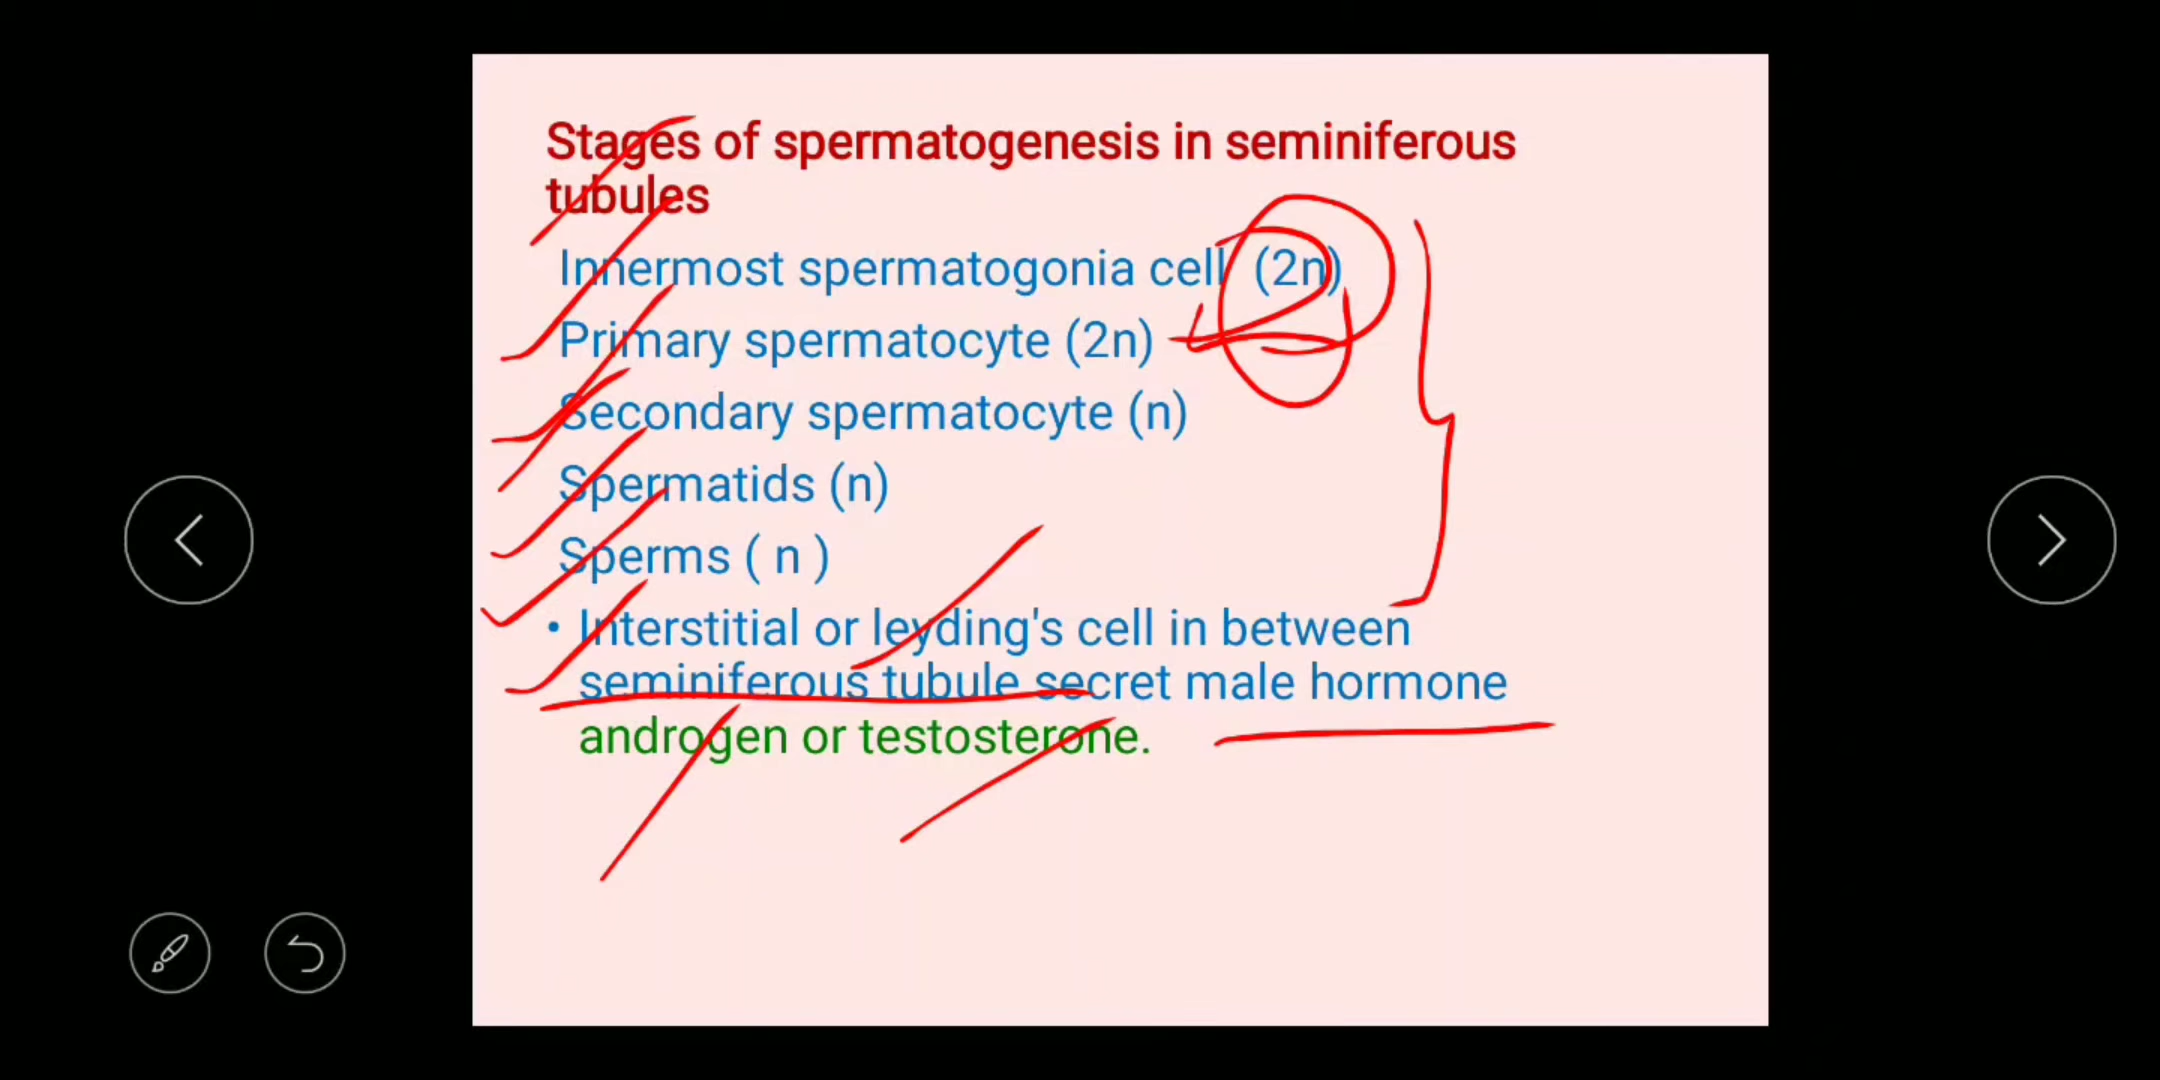 Stages of spermatogenesis in seminiferous
tubules
Innermost spermatogonia cell (2n)
Primary spermatocyte (2n)
Secondary spermatocyte (n)
Spermatids (n)
Sperms ( n )
• Interstitial or leyding's cell in between
seminiferous tubule secret male hormone
androgen or testosterone.